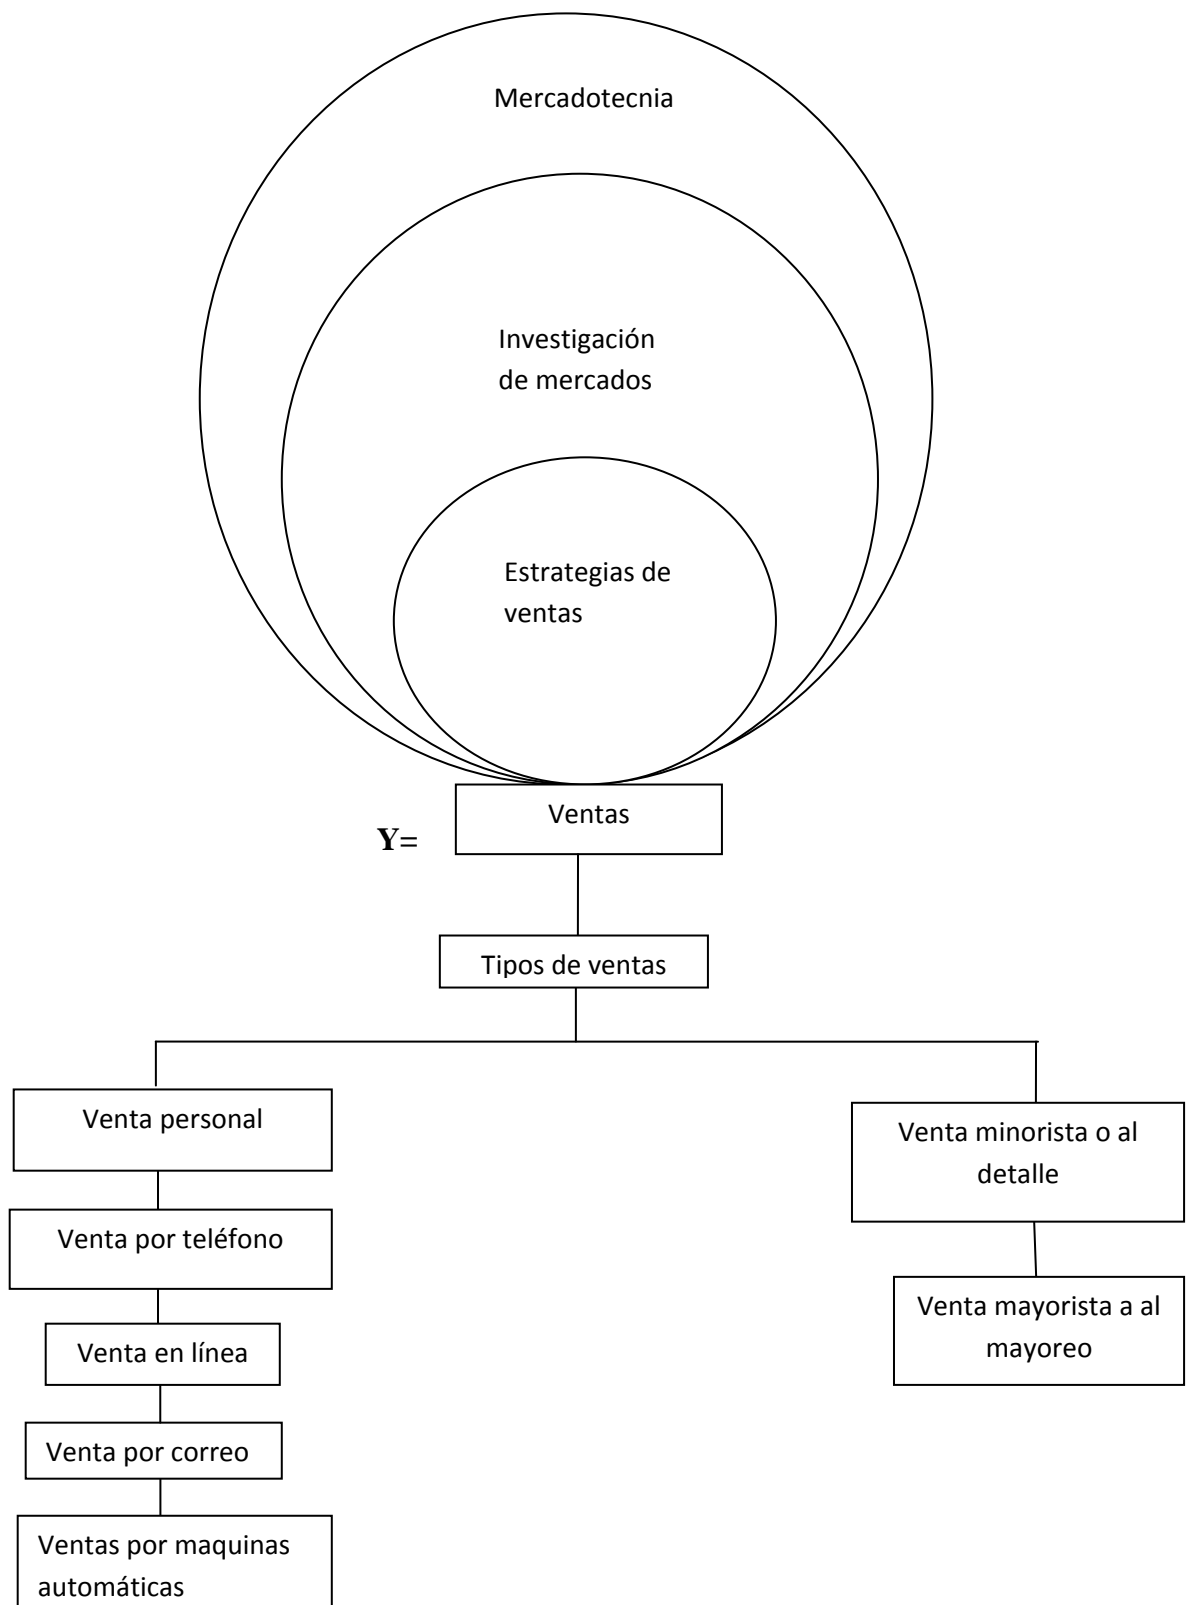 Mercadotecnia
Investigación
de mercados
Estrategias de
ventas
Y=
Ventas
Tipos de ventas
Venta personal
Venta por teléfono
Venta en línea
Venta por correo
Ventas por maquinas
automáticas
Venta minorista o al
detalle
Venta mayorista a al
mayoreo